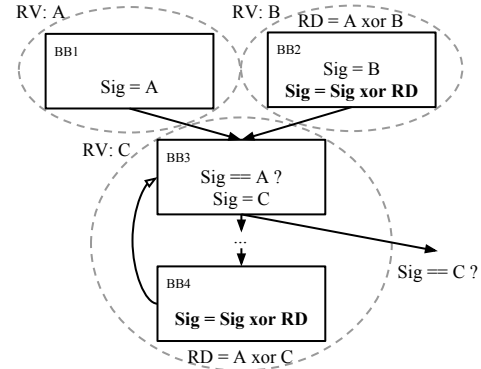 RV: A
RV: B
RD = A xor B
BB1
Sig = A
BB2
Sig = B
Sig = Sig xor RD
RV: C
BB3
Sig == A ?
Sig = C
...
Sig == C ?
BB4
Sig = Sig xor RD
RD = A xor C